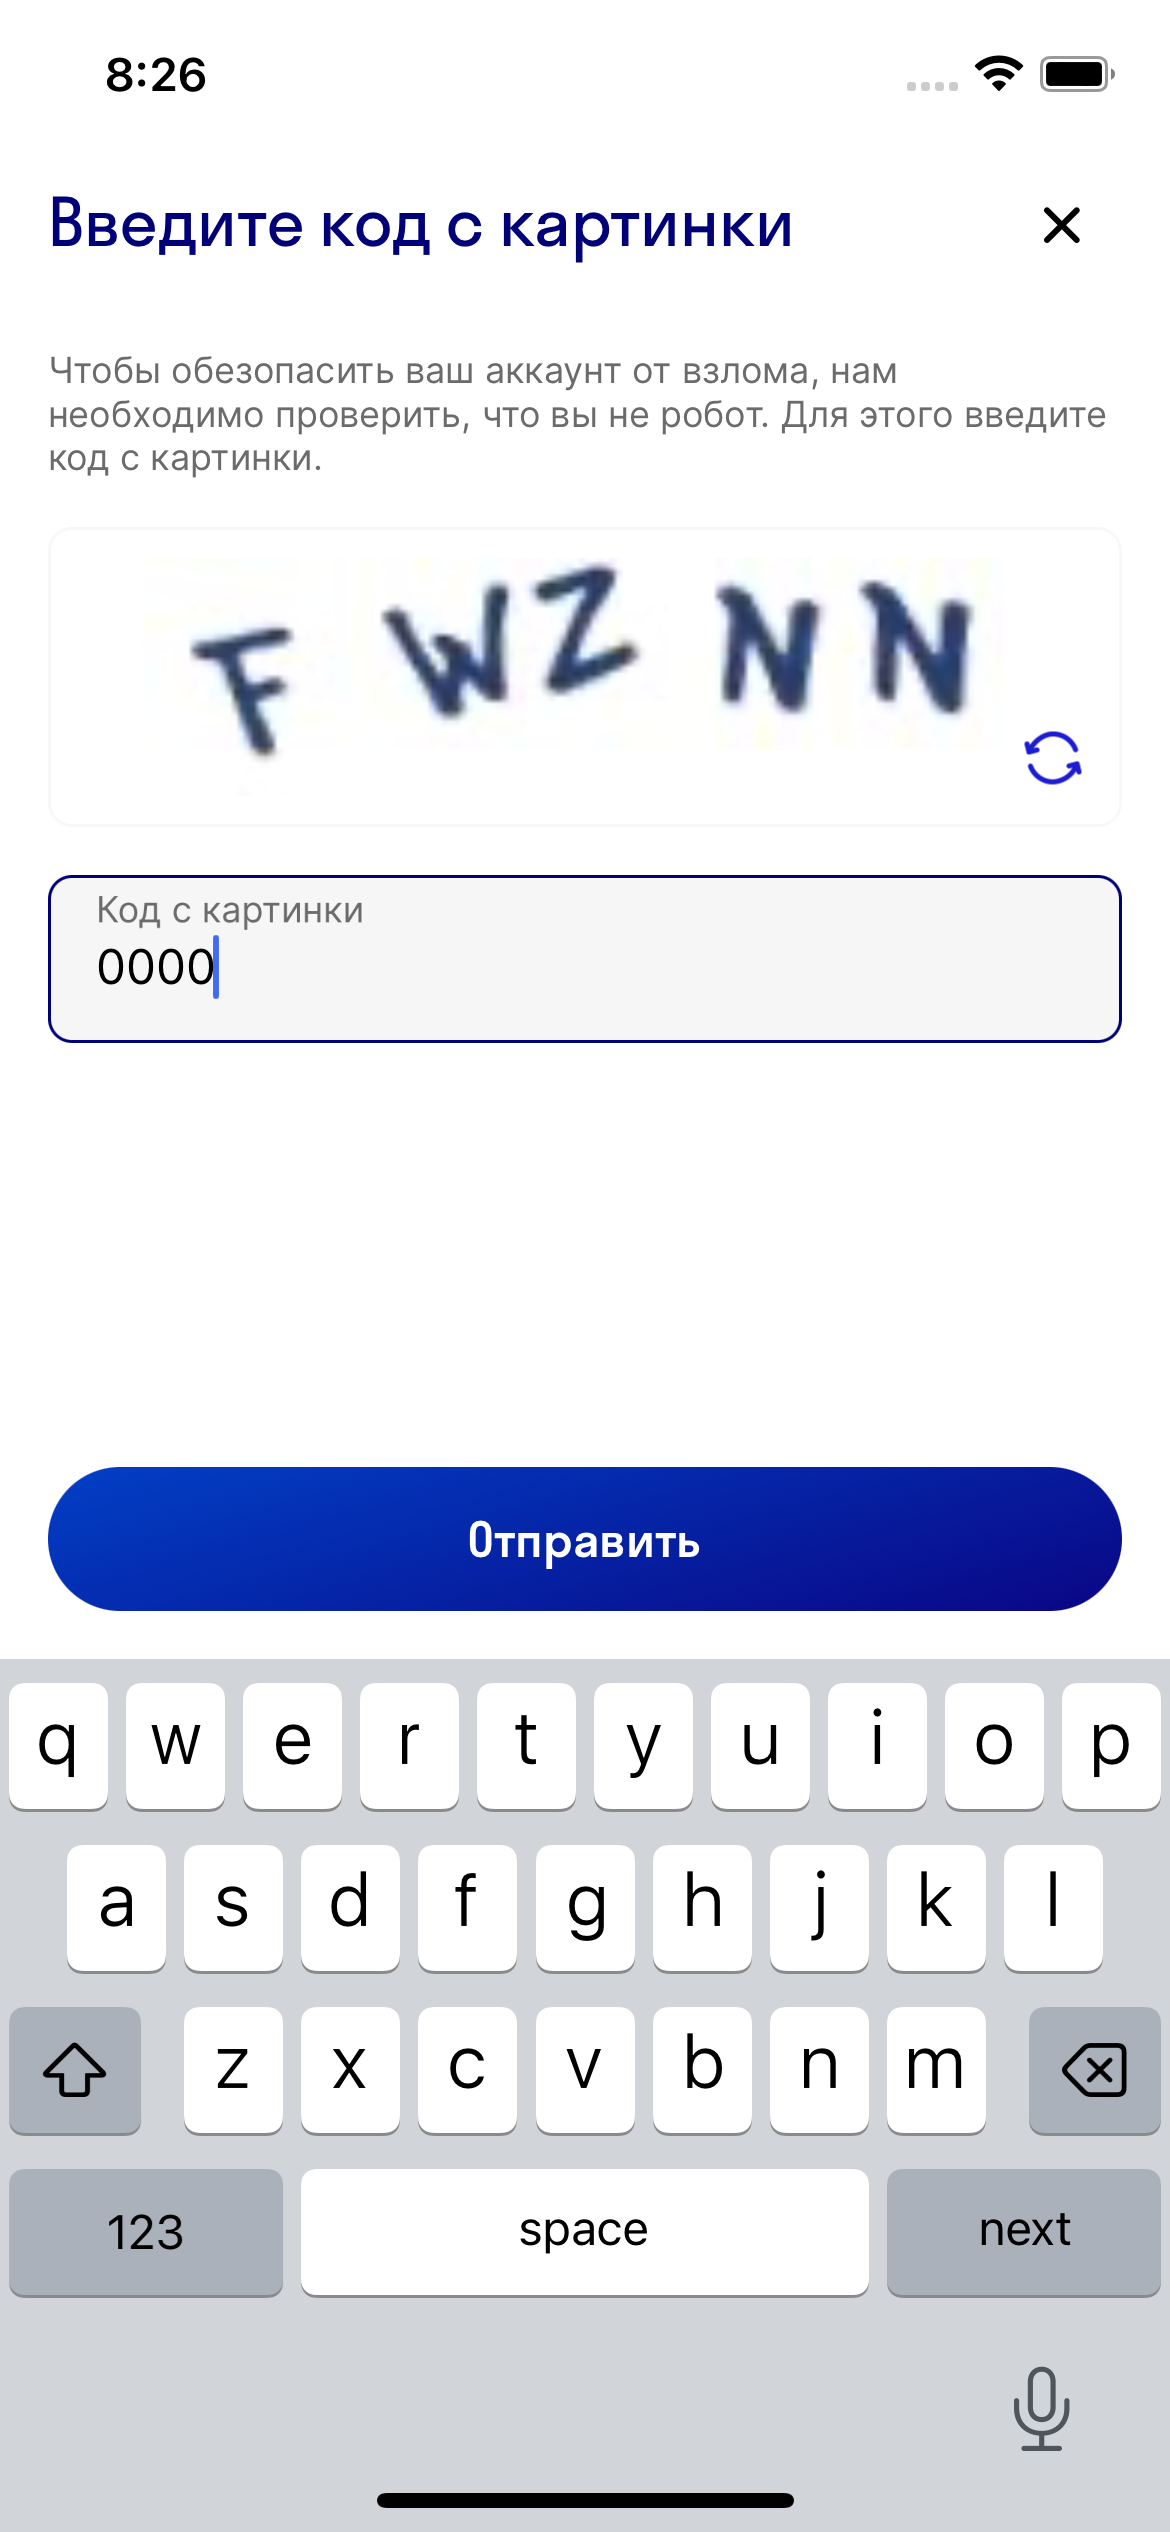 8:26
Введите код с картинки
Чтобы обезопасить ваш аккаунт от взлома, нам
необходимо проверить, что вы не робот. Для этого введите
код с картинки.
F W Z N N
Код с картинки
0000
Отправить
q w e r t y u i o p
a s d f g h j k l
z x c v b n m
123 space next